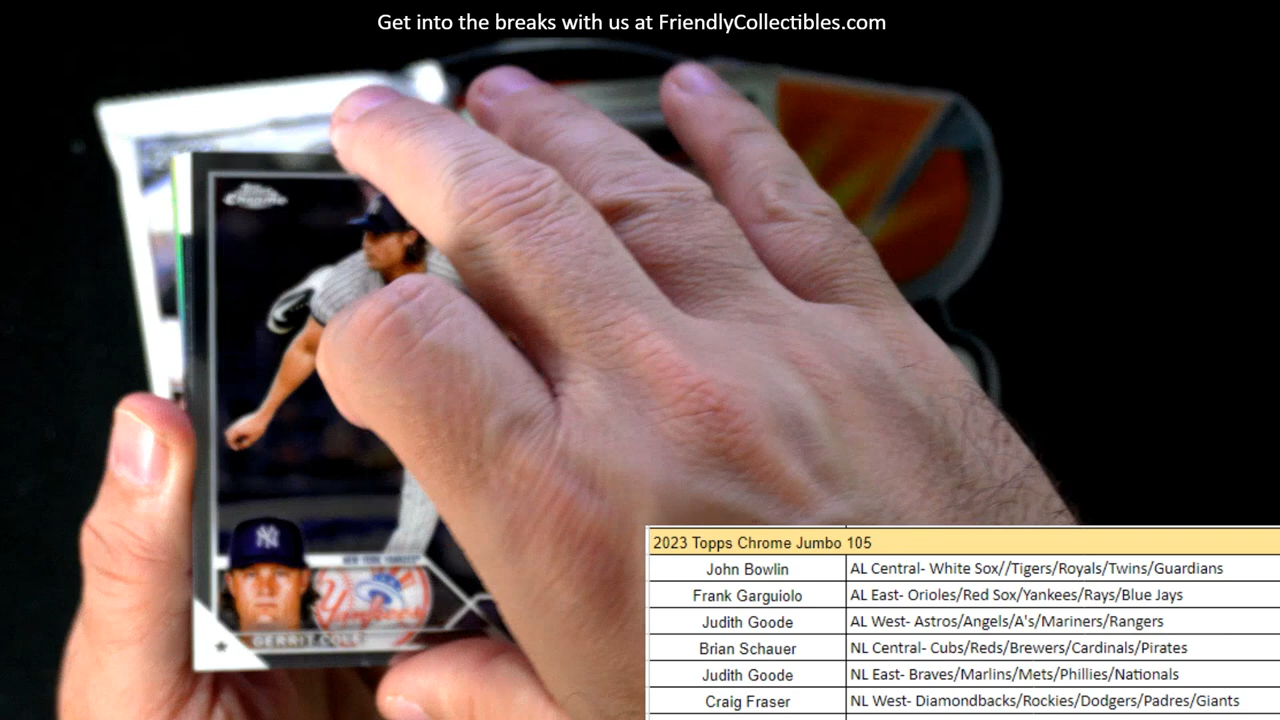 Get into the breaks with us at FriendlyCollectibles.com
Topps
Chrome
NY
NEW YORK YANKEES
Yankees
GERRIT COLE
2023 Topps Chrome Jumbo 105
John Bowlin AL Central- White Sox//Tigers/Royals/Twins/Guardians
Frank Garguiolo AL East- Orioles/Red Sox/Yankees/Rays/Blue Jays
Judith Goode AL West- Astros/Angels/A's/Mariners/Rangers
Brian Schauer NL Central- Cubs/Reds/Brewers/Cardinals/Pirates
Judith Goode NL East- Braves/Marlins/Mets/Phillies/Nationals
Craig Fraser NL West- Diamondbacks/Rockies/Dodgers/Padres/Giants